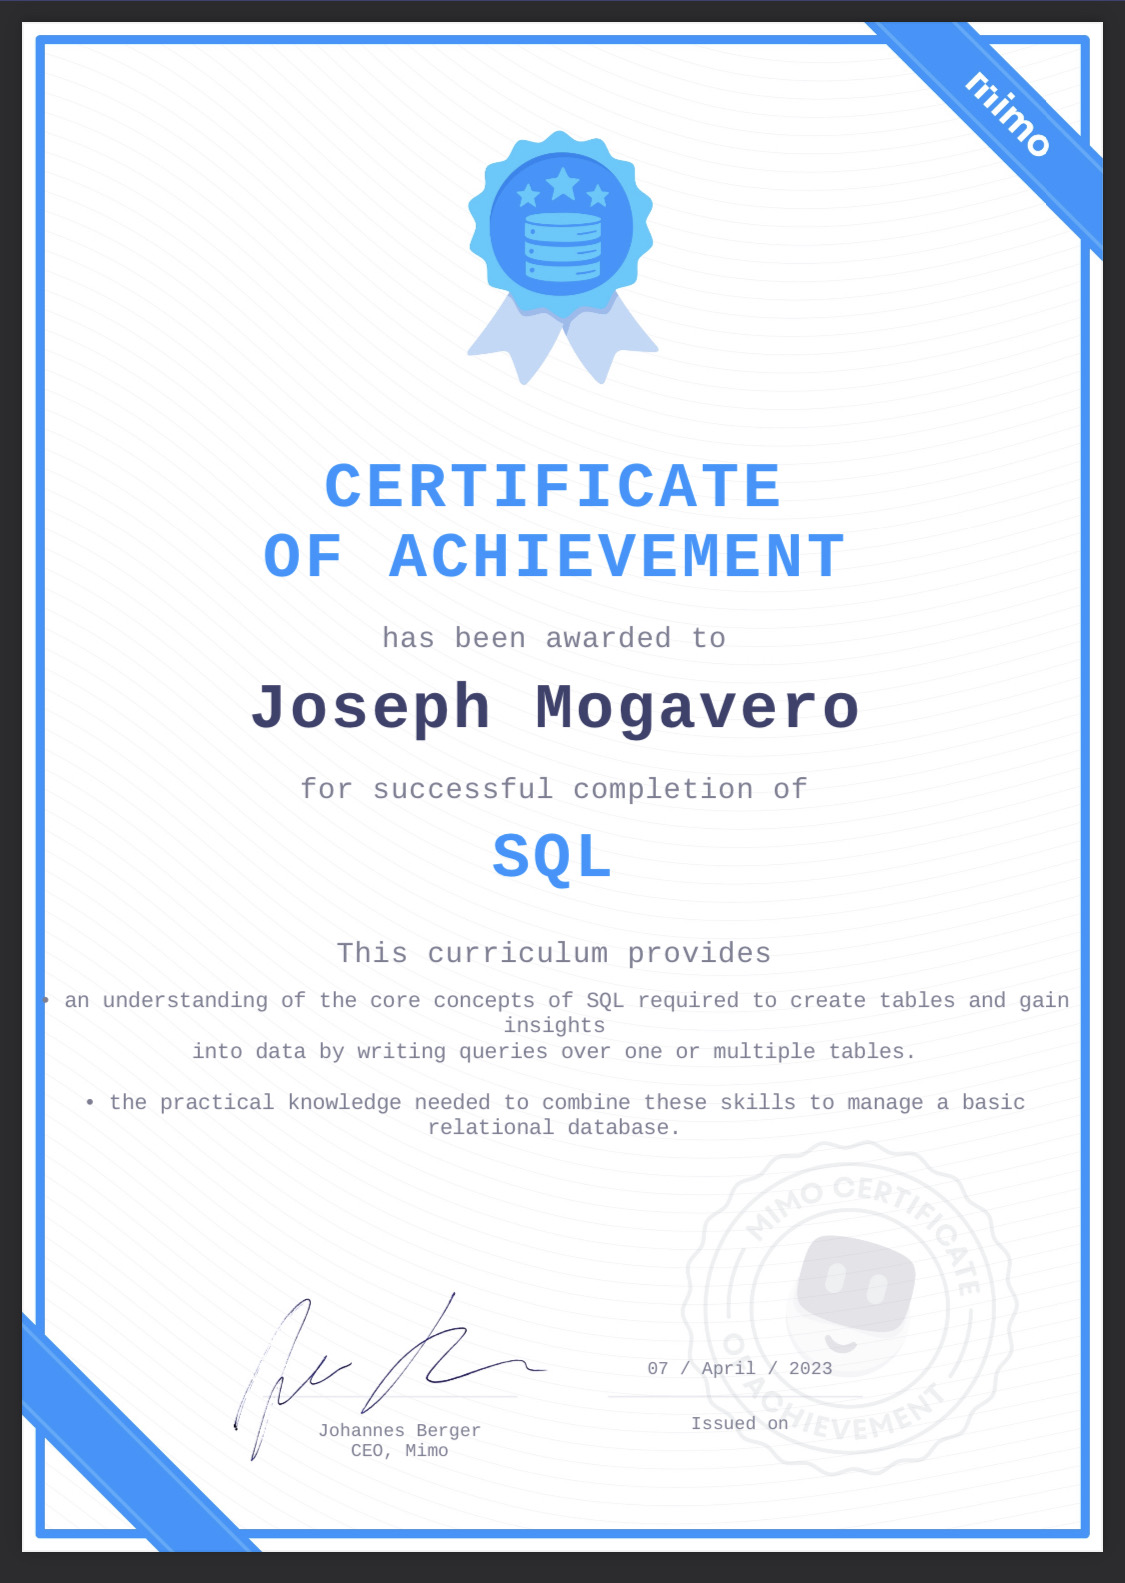 mimo
CERTIFICATE
OF ACHIEVEMENT
has been awarded to
Joseph Mogavero
for successful completion of
SQL
This curriculum provides
• an understanding of the core concepts of SQL required to create tables and gain
insights
into data by writing queries over one or multiple tables.
• the practical knowledge needed to combine these skills to manage a basic
relational database.
MIMO CERTIFICATE
OF ACHIEVEMENT
07 / April / 2023
Issued on
Johannes Berger
CEO, Mimo